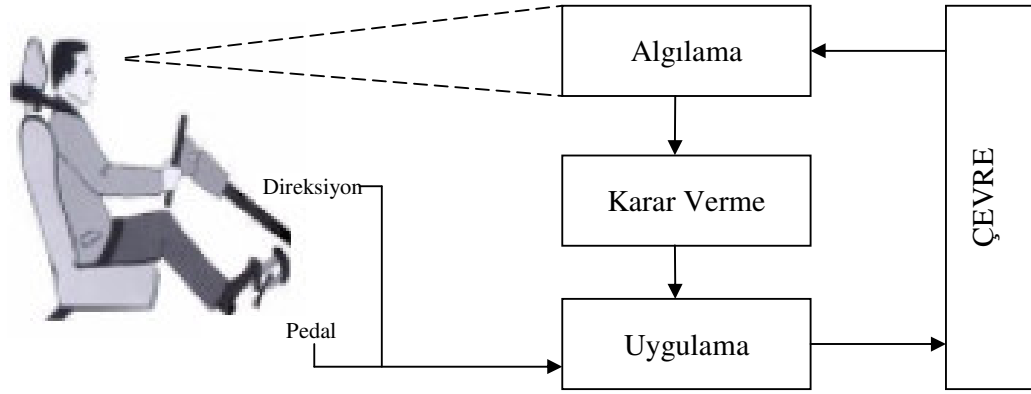 Algılama
Karar Verme
Direksiyon
Pedal
Uygulama
ÇEVRE